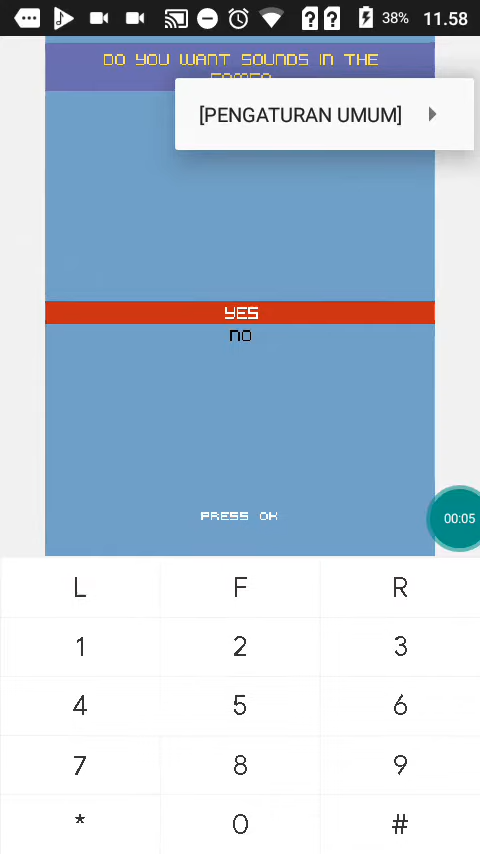 38% 11.58
DO YOU WANT SOUNDS IN THE
[PENGATURAN UMUM]
YES
NO
PRESS OK
00:05
L F R
1 2 3
4 5 6
7 8 9
* 0 #